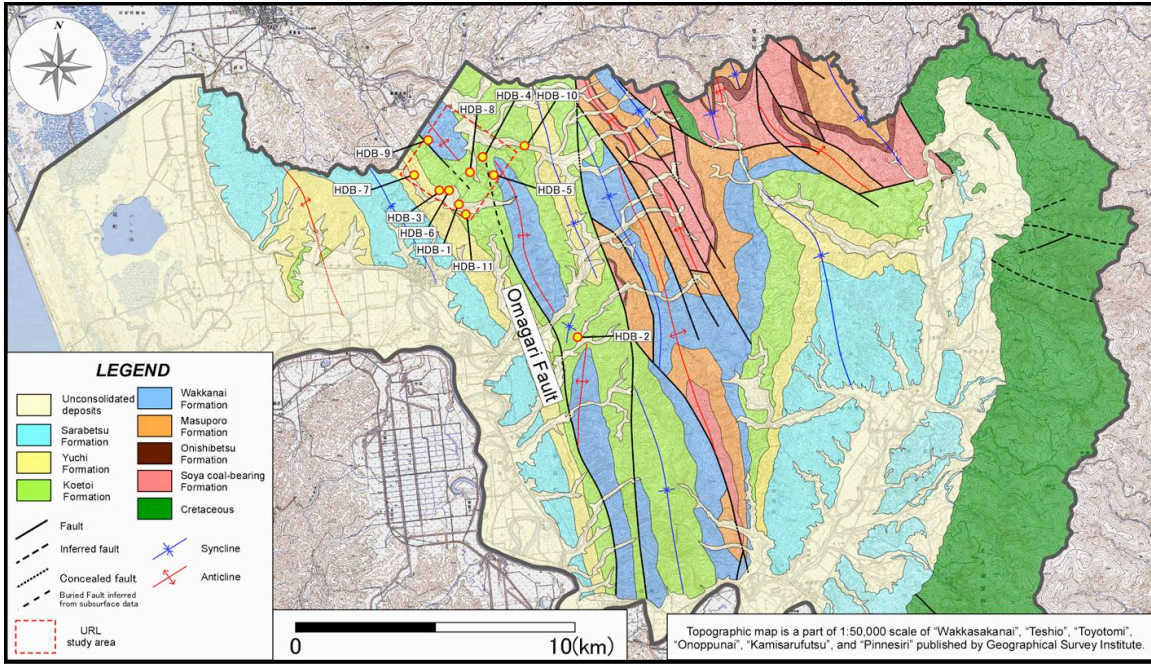 N
HDB-4
HDB-10
HDB-8
HDB-9
HDB-7
HDB-5
HDB-3
HDB-6
HDB-1
HDB-11
HDB-2
Omagari Fault
LEGEND
Unconsolidated
deposits
Sarabetsu
Formation
Yuchi
Formation
Koetoi
Formation
Wakkanai
Formation
Masuporo
Formation
Onishibetsu
Formation
Soya coal-bearing
Formation
Cretaceous
Fault
Inferred fault
Concealed fault
Buried Fault inferred
from subsurface data
Syncline
Anticline
URL
study area
0
10(km)
Topographic map is a part of 1:50,000 scale of "Wakkasakanai", "Teshio", "Toyotomi",
"Onoppunai", "Kamisarufutsu", and "Pinnesiri" published by Geographical Survey Institute.